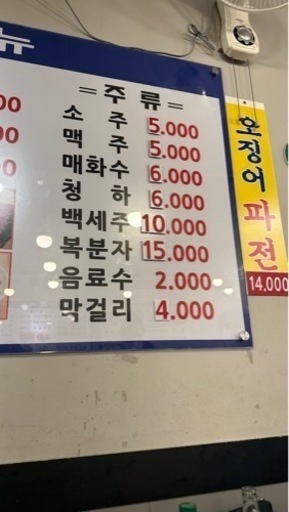 뉴
=주 류=
소 주 5.000
맥 주 5.000
매화수 6.000
청 하 6.000
백세주 10.000
복분자 15.000
음료수 2.000
막걸리 4.000
호징어 파전
14.000